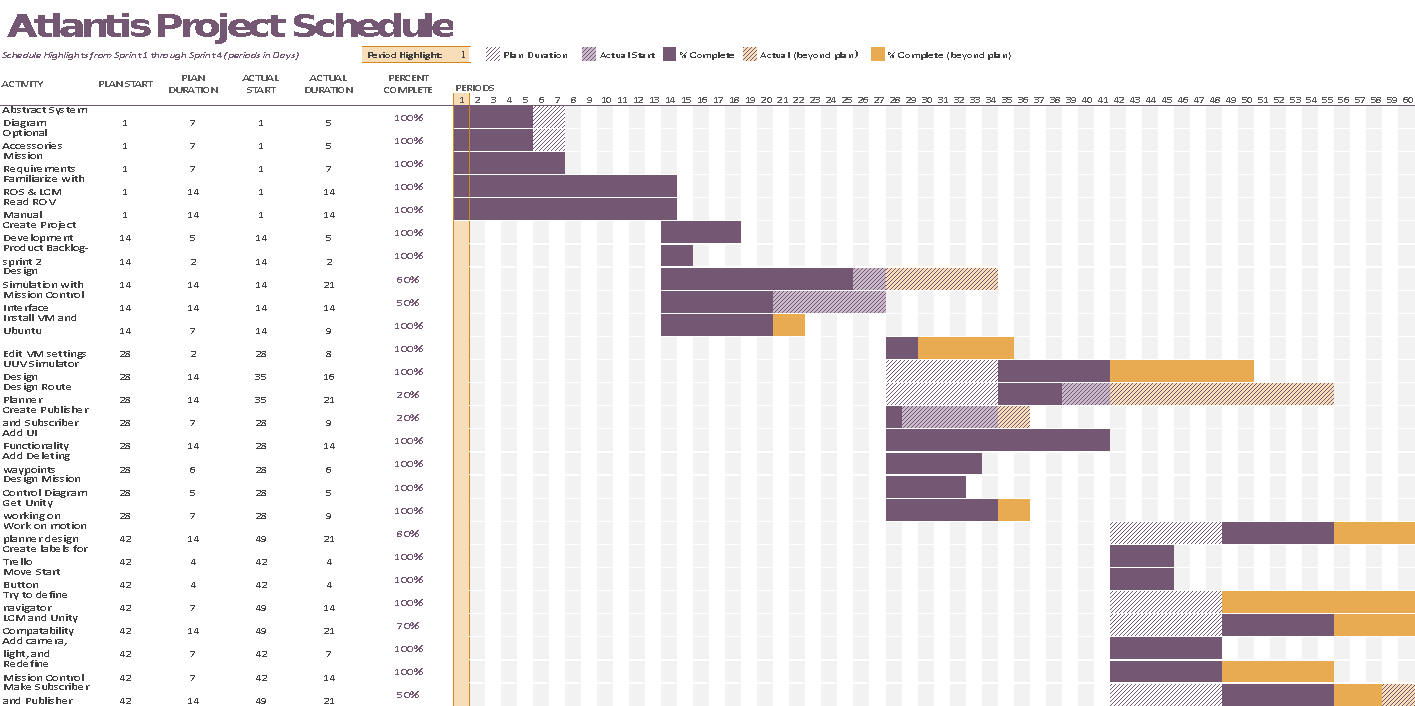 Atlantis Project Schedule
Schedule Highlights from Sprint 1 through Sprint 4 (periods in Days)
Period Highlight: 1
Plan Duration
Actual Start
% Complete
Actual (beyond plan)
% Complete (beyond plan)
ACTIVITY PLAN START PLAN DURATION ACTUAL START ACTUAL DURATION PERCENT COMPLETE PERIODS
1 2 3 4 5 6 7 8 9 10 11 12 13 14 15 16 17 18 19 20 21 22 23 24 25 26 27 28 29 30 31 32 33 34 35 36 37 38 39 40 41 42 43 44 45 46 47 48 49 50 51 52 53 54 55 56 57 58 59 60
Abstract System
Diagram 1 7 1 5 100%
Optional
Accessories 1 7 1 5 100%
Mission
Requirements 1 7 1 7 100%
Familiarize with
ROS & LCM 1 14 1 14 100%
Read ROV
Manual 1 14 1 14 100%
Create Project
Development 14 5 14 5 100%
Product Backlog-
sprint 2 14 2 14 2 100%
Design
Simulation with 14 14 14 21 60%
Mission Control
Interface 14 14 14 14 50%
Install VM and
Ubuntu 14 7 14 9 100%
Edit VM settings 28 2 28 8 100%
UUV Simulator
Design 28 14 35 16 100%
Design Route
Planner 28 14 35 21 20%
Create Publisher
and Subscriber 28 7 28 9 20%
Add UI
Functionality 28 14 28 14 100%
Add Deleting
waypoints 28 6 28 6 100%
Design Mission
Control Diagram 28 5 28 5 100%
Get Unity
working on 28 7 28 9 100%
Work on motion
planner design 42 14 49 21 80%
Create labels for
Trello 42 4 42 4 100%
Move Start
Button 42 4 42 4 100%
Try to define
navigator 42 7 49 14 100%
LCM and Unity
Compatability 42 14 49 21 70%
Add camera,
light, and 42 7 42 7 100%
Redefine
Mission Control 42 7 42 14 100%
Make Subscriber
and Publisher 42 14 49 21 50%